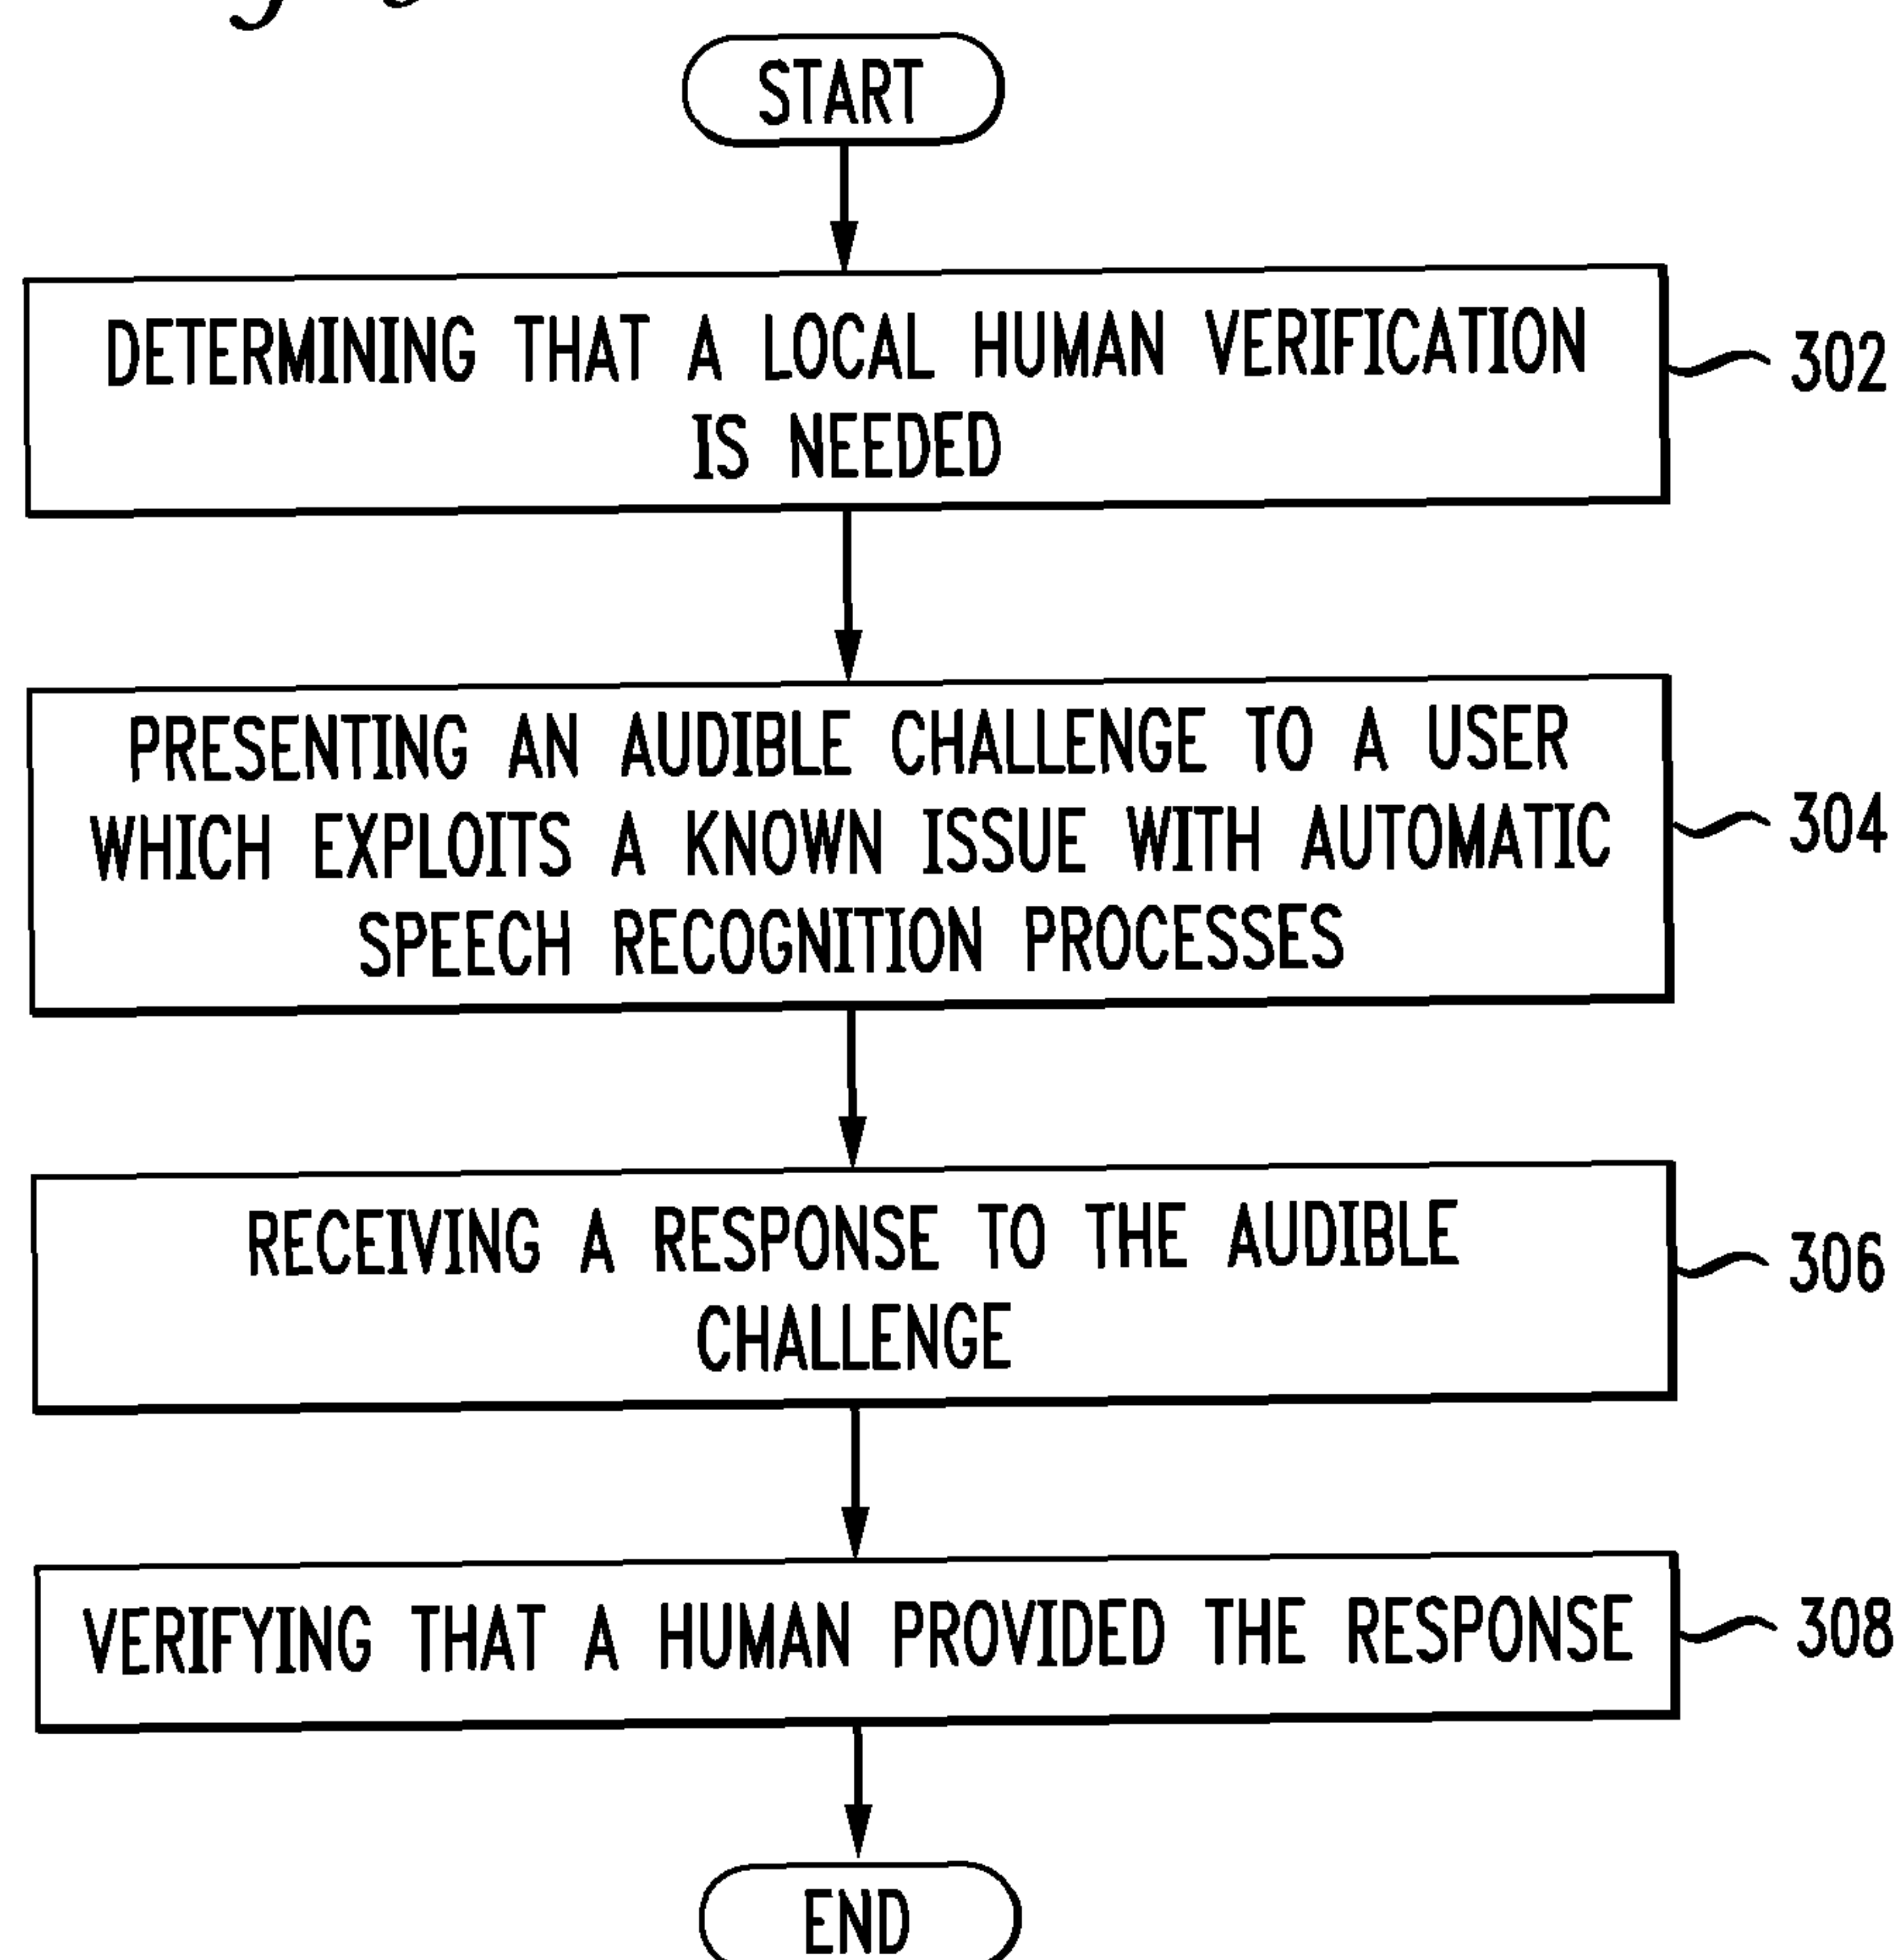 START
DETERMINING THAT A LOCAL HUMAN VERIFICATION
IS NEEDED
302
PRESENTING AN AUDIBLE CHALLENGE TO A USER
WHICH EXPLOITS A KNOWN ISSUE WITH AUTOMATIC
SPEECH RECOGNITION PROCESSES
304
RECEIVING A RESPONSE TO THE AUDIBLE
CHALLENGE
306
VERIFYING THAT A HUMAN PROVIDED THE RESPONSE
308
END